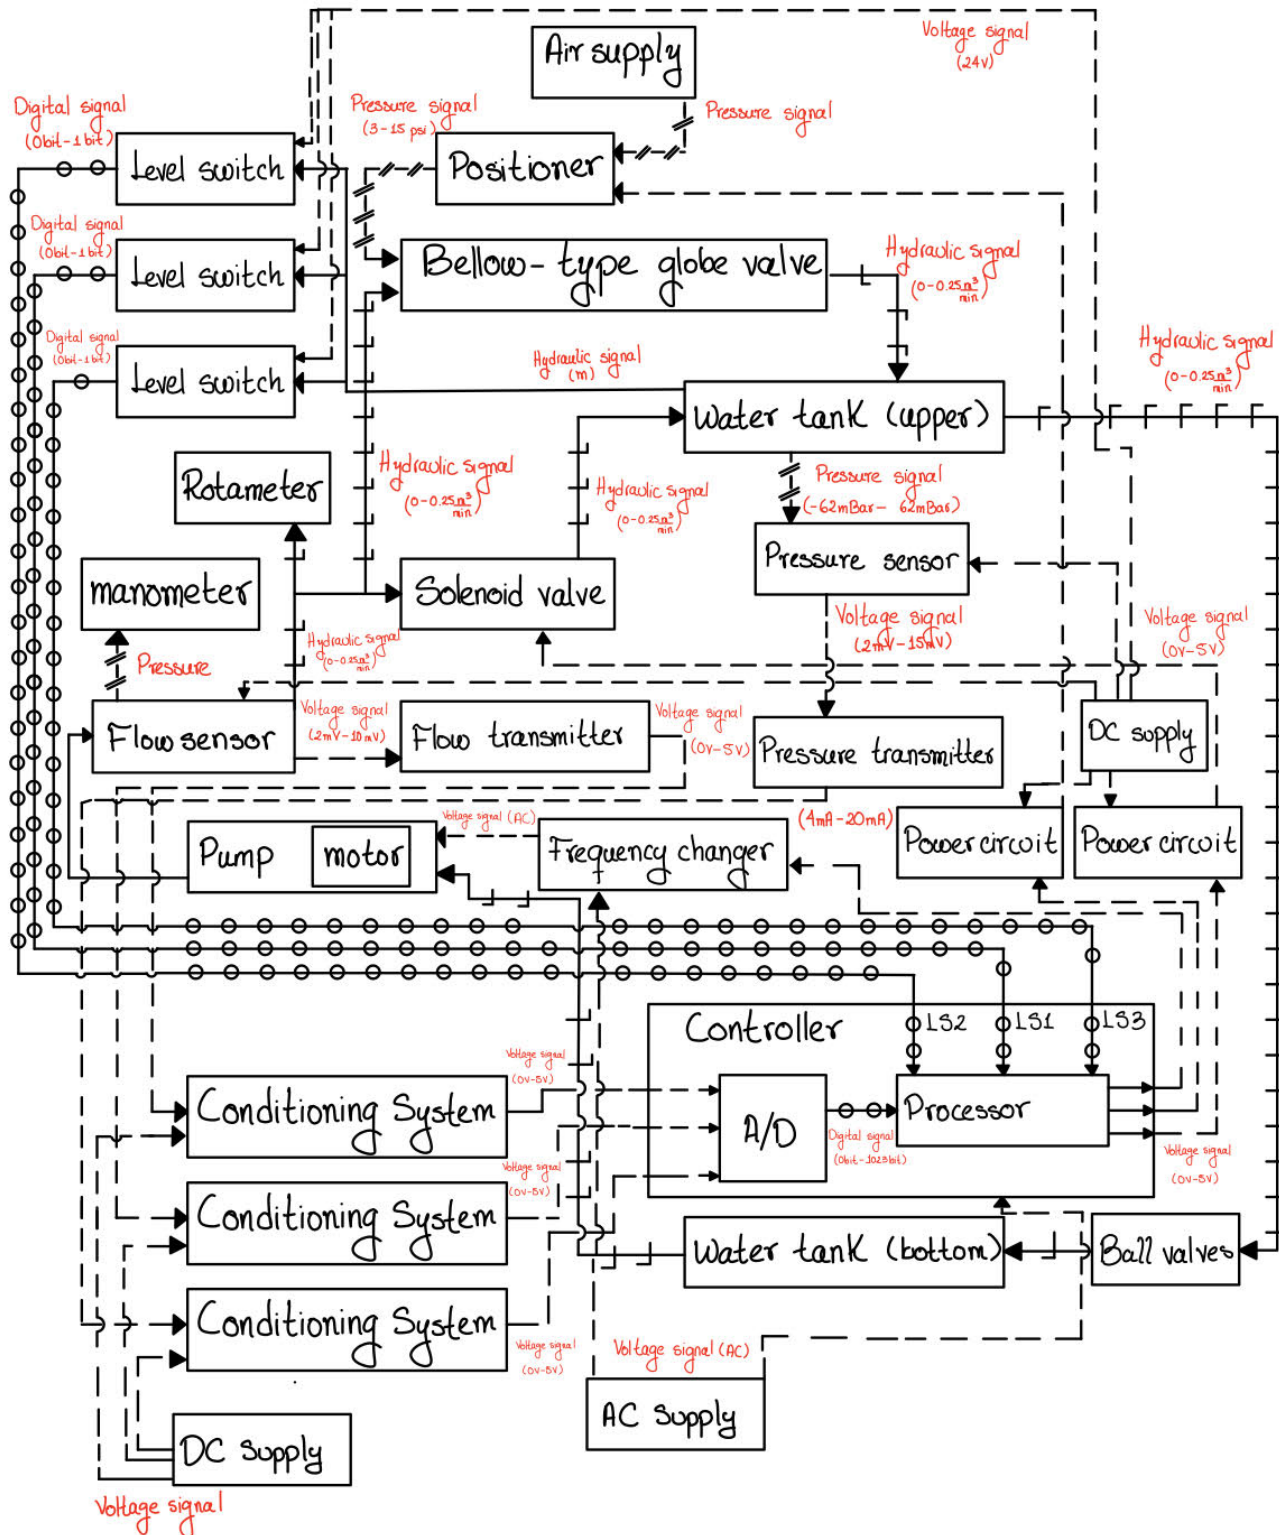 Voltage signal
(24v)
Air supply
Digital signal
(0bit-1bit)
Pressure signal
(3-15 psi)
Pressure signal
Level switch
Positioner
Digital signal
(0bit-1bit)
Level switch
Bellow-type globe valve
Hydraulic signal
(0-0.25m³/min)
Digital signal
(0bit-1bit)
Level switch
Hydraulic signal
(m)
Hydraulic signal
(0-0.25m³/min)
Water tank (upper)
Rotameter
Hydraulic signal
(0-0.25m³/min)
Hydraulic signal
(0-0.25m³/min)
Pressure signal
(-62mBar- 62mBar)
manometer
Solenoid valve
Pressure sensor
Pressure
Hydraulic signal
(0-0.25m³/min)
Voltage signal
(2mV-15mV)
Voltage signal
(0V-5V)
Flow sensor
Voltage signal
(2mV-10mV)
Flow transmitter
Voltage signal
(0V-5V)
Pressure transmitter
DC supply
(4mA-20mA)
Pump
motor
Voltage signal (AC)
Frequency changer
Power circuit
Power circuit
Controller
LS2
LS1
LS3
Voltage signal
(0V-5V)
Conditioning System
A/D
Processor
Digital signal
(0bit-1023bit)
Voltage signal
(0V-5V)
Voltage signal
(0V-5V)
Conditioning System
Water tank (bottom)
Ball valves
Conditioning System
Voltage signal
(0V-5V)
Voltage signal (AC)
AC Supply
DC Supply
Voltage signal